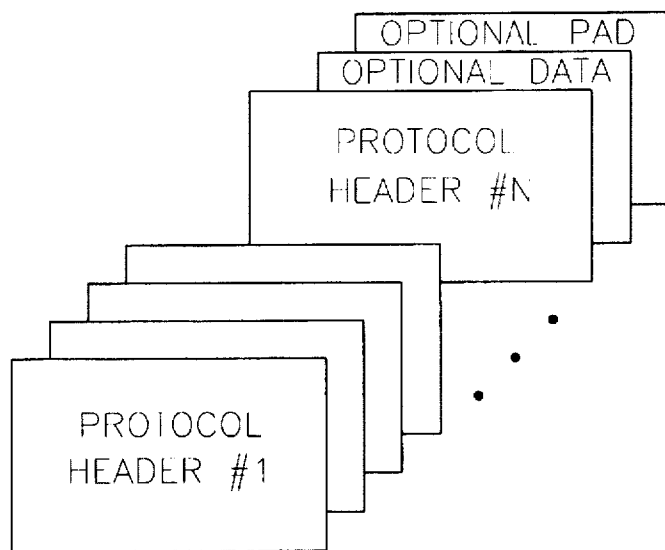 OPTIONAL PAD
OPTIONAL DATA
PROTOCOL
HEADER #N
PROTOCOL
HEADER #1